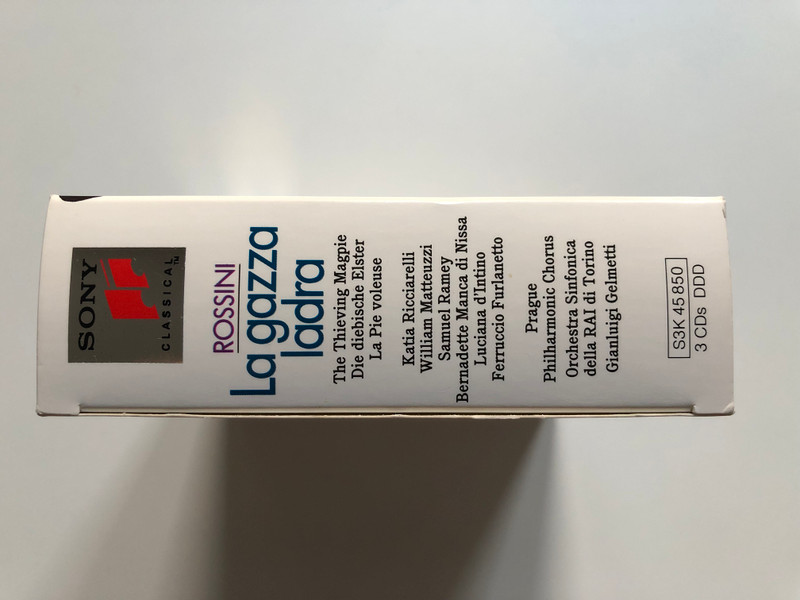 SONY
CLASSICAL™
ROSSINI
La gazza
ladra
The Thieving Magpie
Die diebische Elster
La Pie voleuse
Katia Ricciarelli
William Matteuzzi
Samuel Ramey
Bernadette Manca di Nissa
Luciana d'Intino
Ferruccio Furlanetto
Prague
Philharmonic Chorus
Orchestra Sinfonica
della RAI di Torino
Gianluigi Gelmetti
S3K 45 850
3 CDs DDD